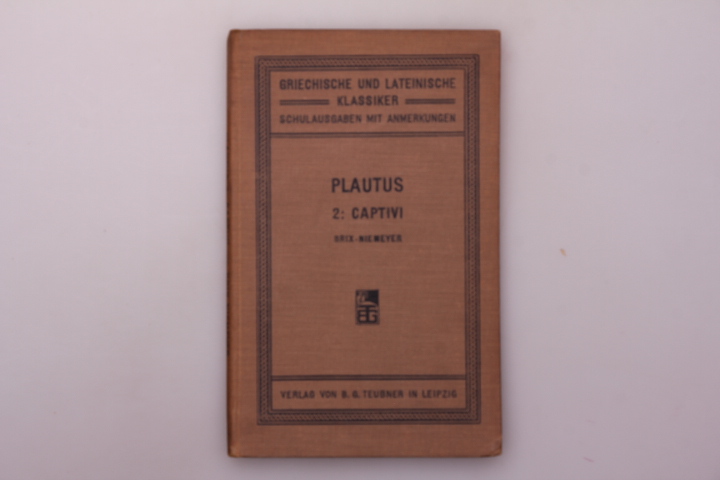 GRIECHISCHE UND LATEINISCHE
KLASSIKER
SCHULAUSGABEN MIT ANMERKUNGEN
PLAUTUS
2: CAPTIVI
BRIX-NIEMEYER
VERLAG VON B. G. TEUBNER IN LEIPZIG